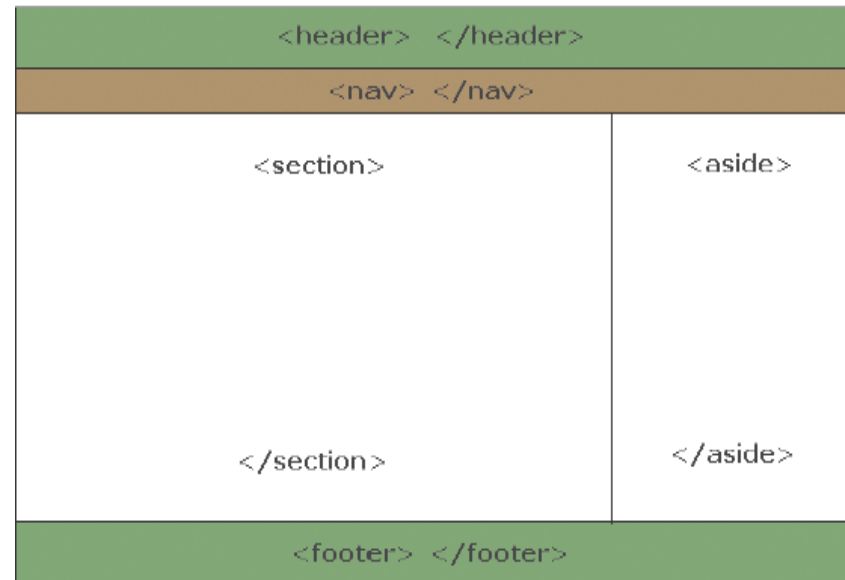 <header> </header>
<nav> </nav>
<section>
<aside>
</section>
</aside>
<footer> </footer>